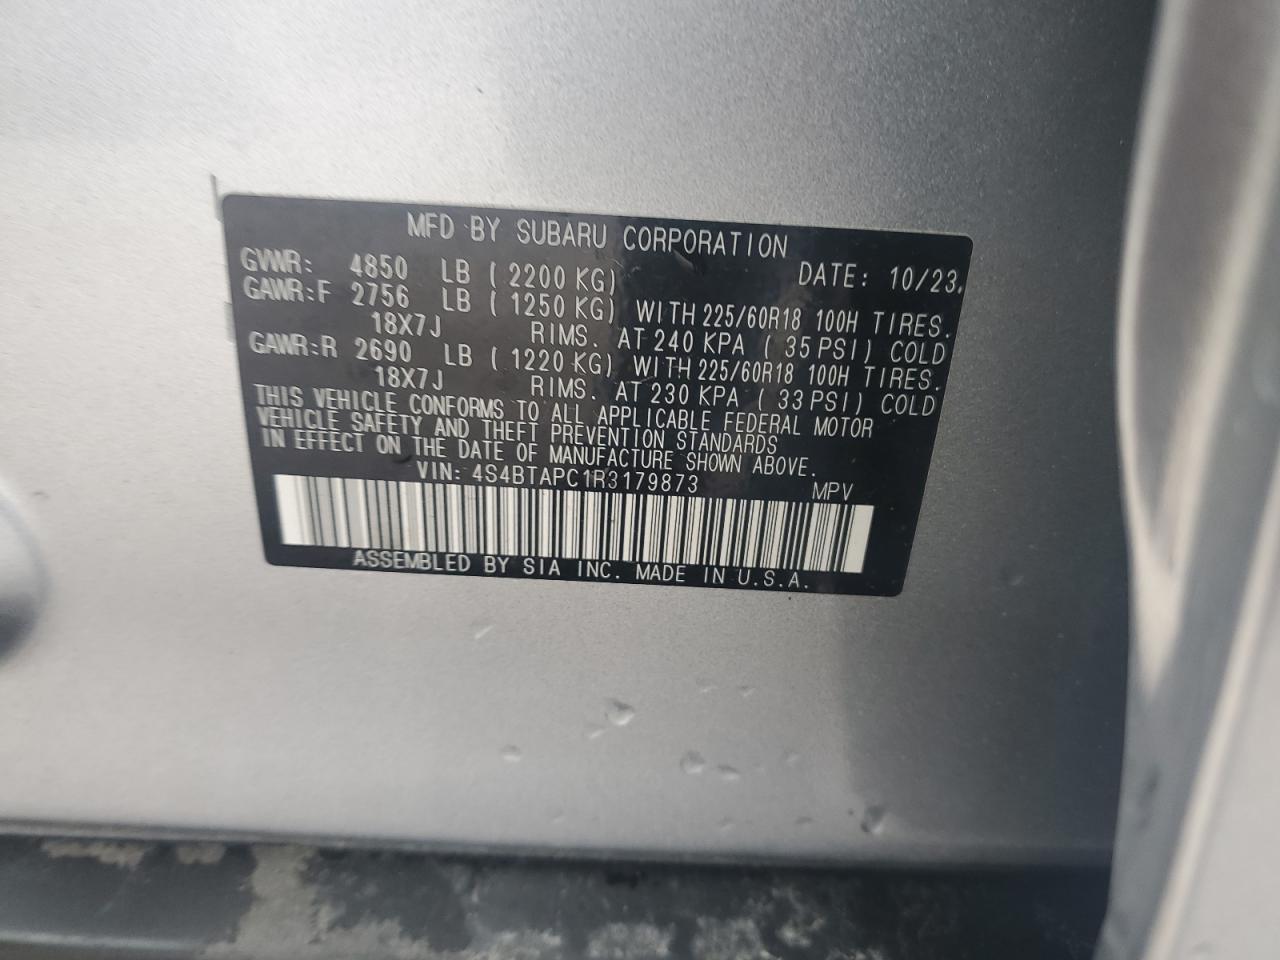 MFD BY SUBARU CORPORATION
DATE: 10/23.
GVWR: 4850 LB (2200 KG)
GAWR:F 2756 LB (1250 KG) WITH 225/60R18 100H TIRES.
18X7J RIMS. AT 240 KPA (35 PSI) COLD
GAWR:R 2690 LB (1220 KG) WITH 225/60R18 100H TIRES.
18X7J RIMS. AT 230 KPA (33 PSI) COLD
THIS VEHICLE CONFORMS TO ALL APPLICABLE FEDERAL MOTOR
VEHICLE SAFETY AND THEFT PREVENTION STANDARDS
IN EFFECT ON THE DATE OF MANUFACTURE SHOWN ABOVE.
VIN: 4S4BTAPC1R3179873 MPV
ASSEMBLED BY SIA INC. MADE IN U.S.A.